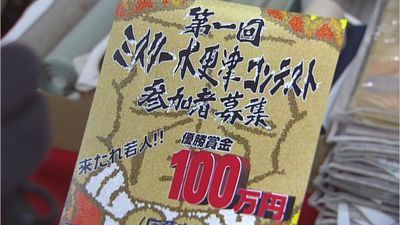 第一回
ミスター木更津コンテスト
参加者募集
来たれ若人!!
優勝賞金
100万円